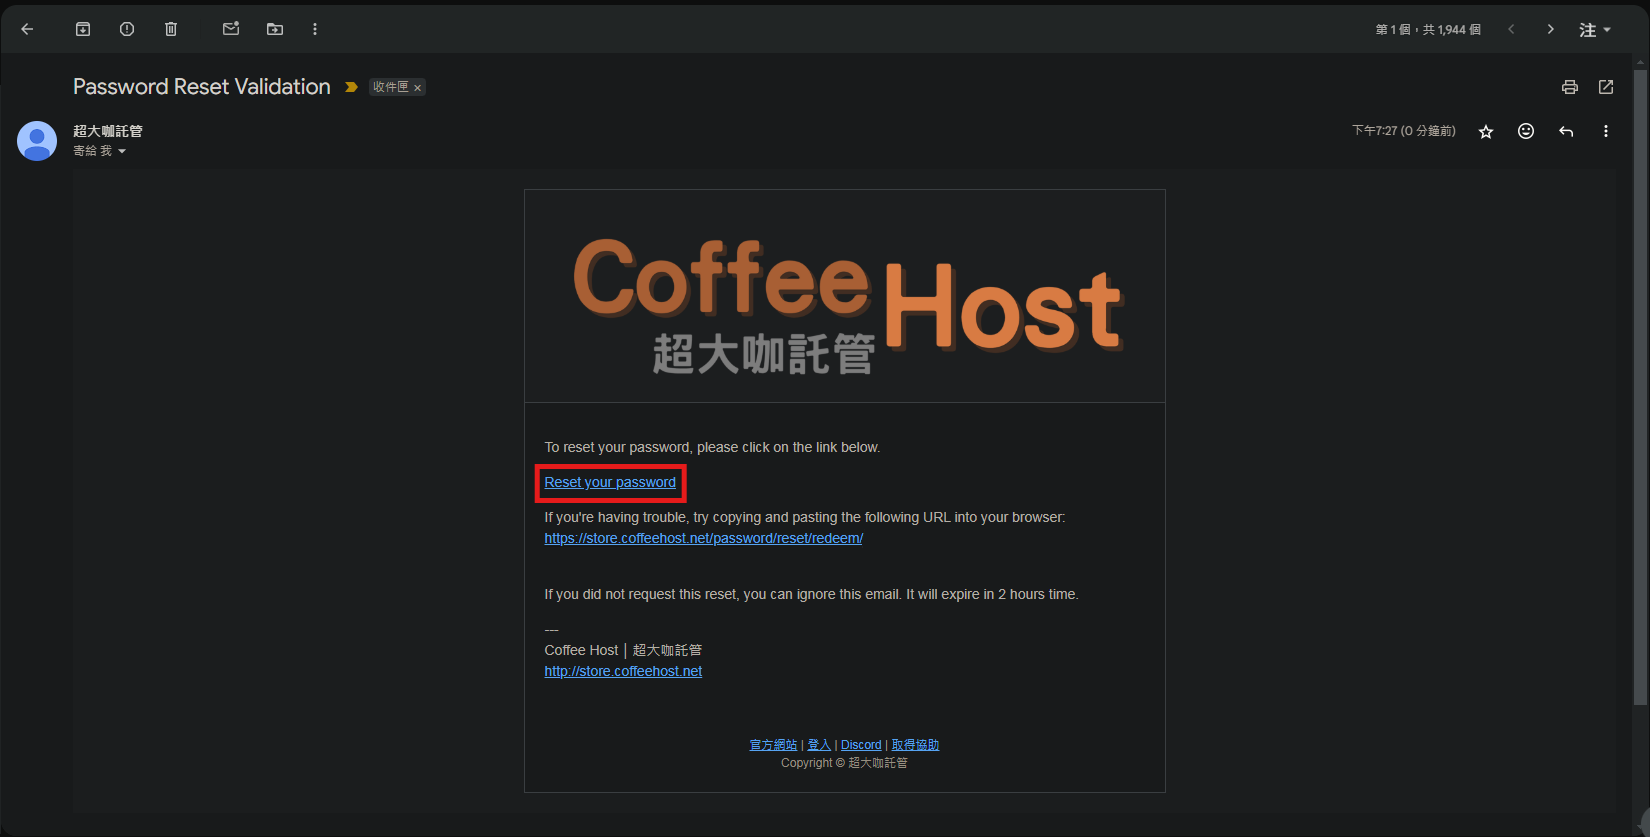 第 1 個,共 1,944 個
注
Password Reset Validation
收件匣 ×
超大咖託管
寄給 我
下午7:27 (0 分鐘前)
Coffee Host
超大咖託管
To reset your password, please click on the link below.
Reset your password
If you're having trouble, try copying and pasting the following URL into your browser:
https://store.coffeehost.net/password/reset/redeem/
If you did not request this reset, you can ignore this email. It will expire in 2 hours time.
---
Coffee Host │ 超大咖託管
http://store.coffeehost.net
官方網站 | 登入 | Discord | 取得協助
Copyright © 超大咖託管